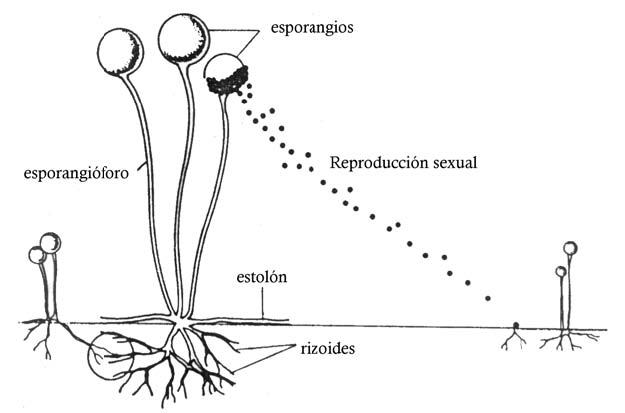 esporangios
Reproducción sexual
esporangióforo
estolón
rizoides